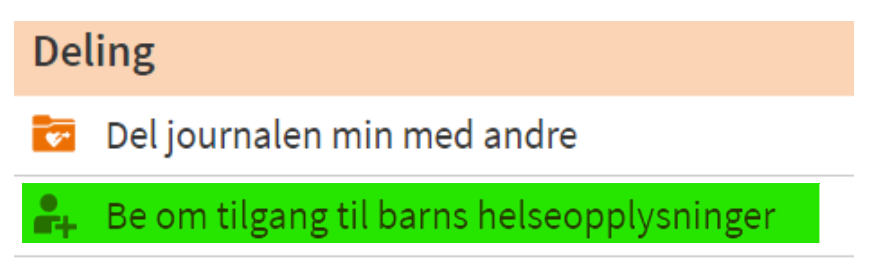 Deling
Del journalen min med andre
Be om tilgang til barns helseopplysninger